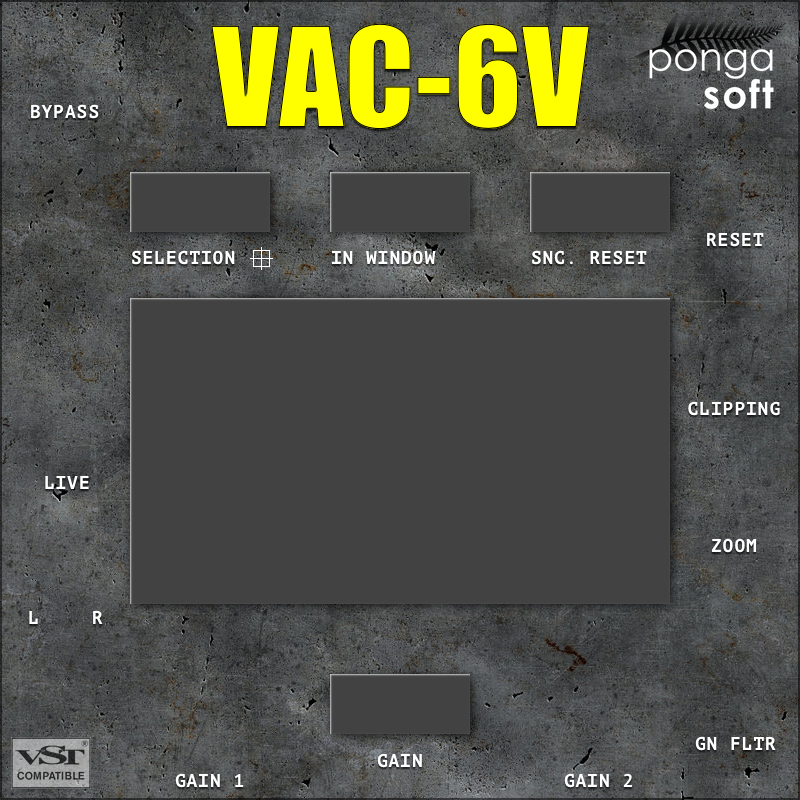 VAC-6V
ponga
soft
BYPASS
RESET
SELECTION
IN WINDOW
SNC. RESET
CLIPPING
LIVE
ZOOM
L R
GN FLTR
GAIN
VST®
COMPATIBLE
GAIN 1
GAIN 2